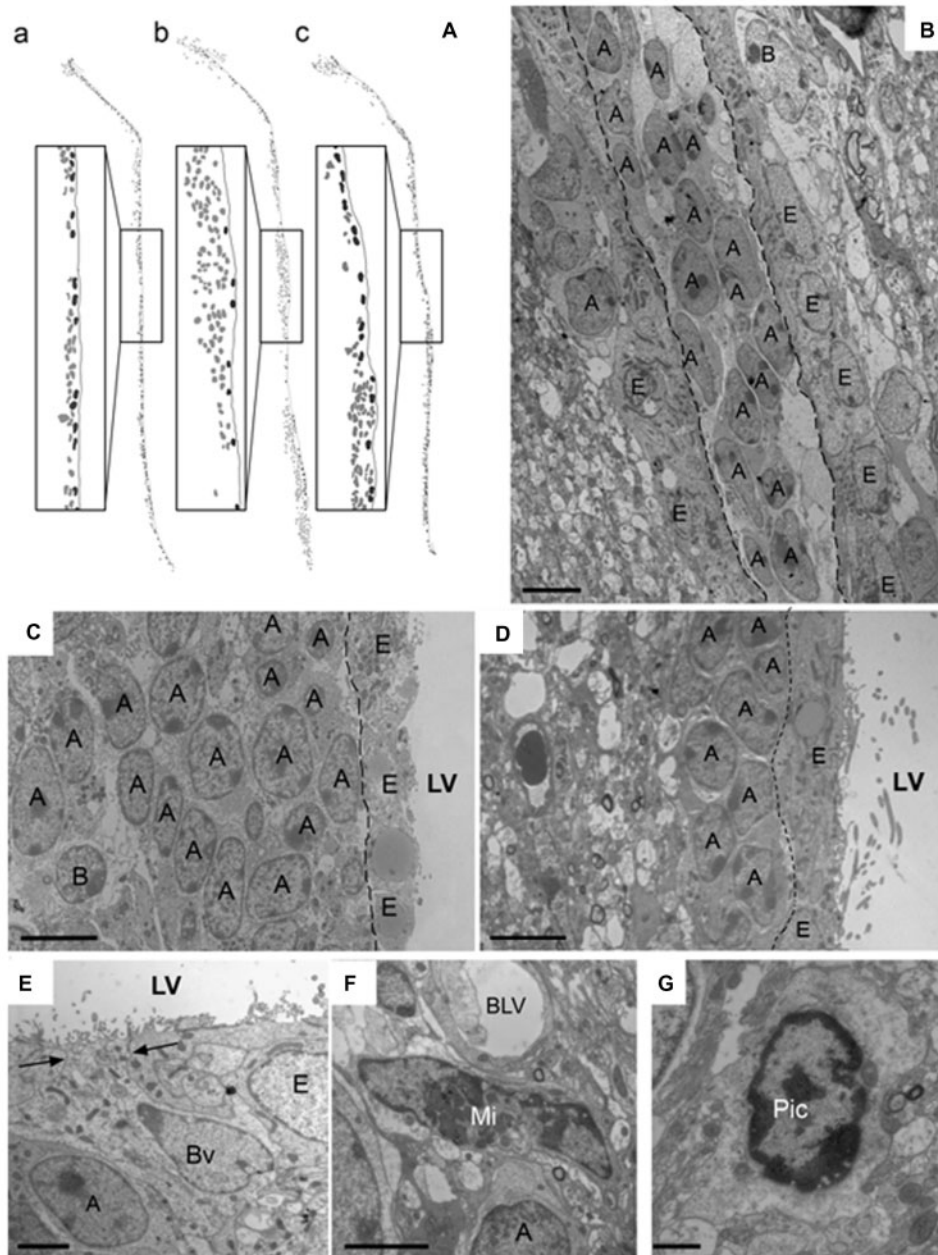 a b c A
B
A A B
A
A A A
E
A A
A A A E
A
A A E
A
E A A
E A A E
A A E
C A A E
A A A A
A A A A E LV
A A A A
B A A E
D A A
A
A E
A
A LV
A A
E
E LV
E
Bv
A
F BLV
Mi
A
G
Pic